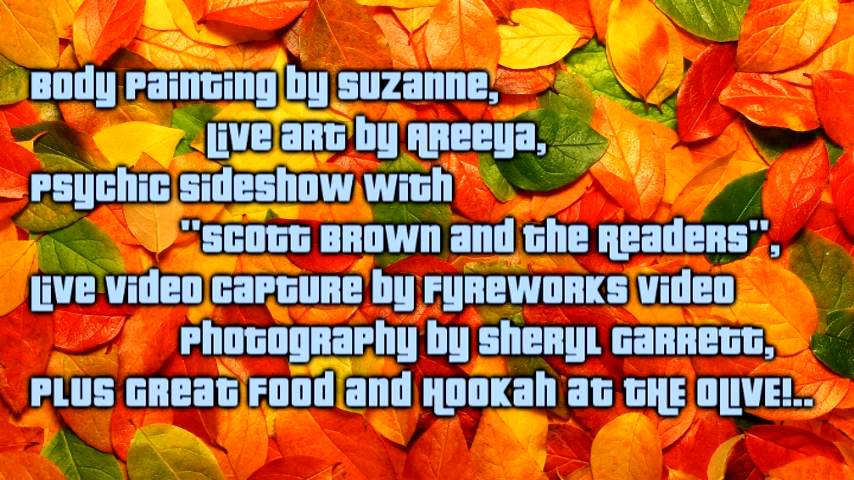 Body Painting by Suzanne,
Live Art by Areeya,
Psychic Sideshow with
"Scott Brown and the Readers",
Live Video Capture by Fyreworks Video
Photography by Sheryl Garrett,
PLUS Great Food and Hookah at tHE OLIVE!..